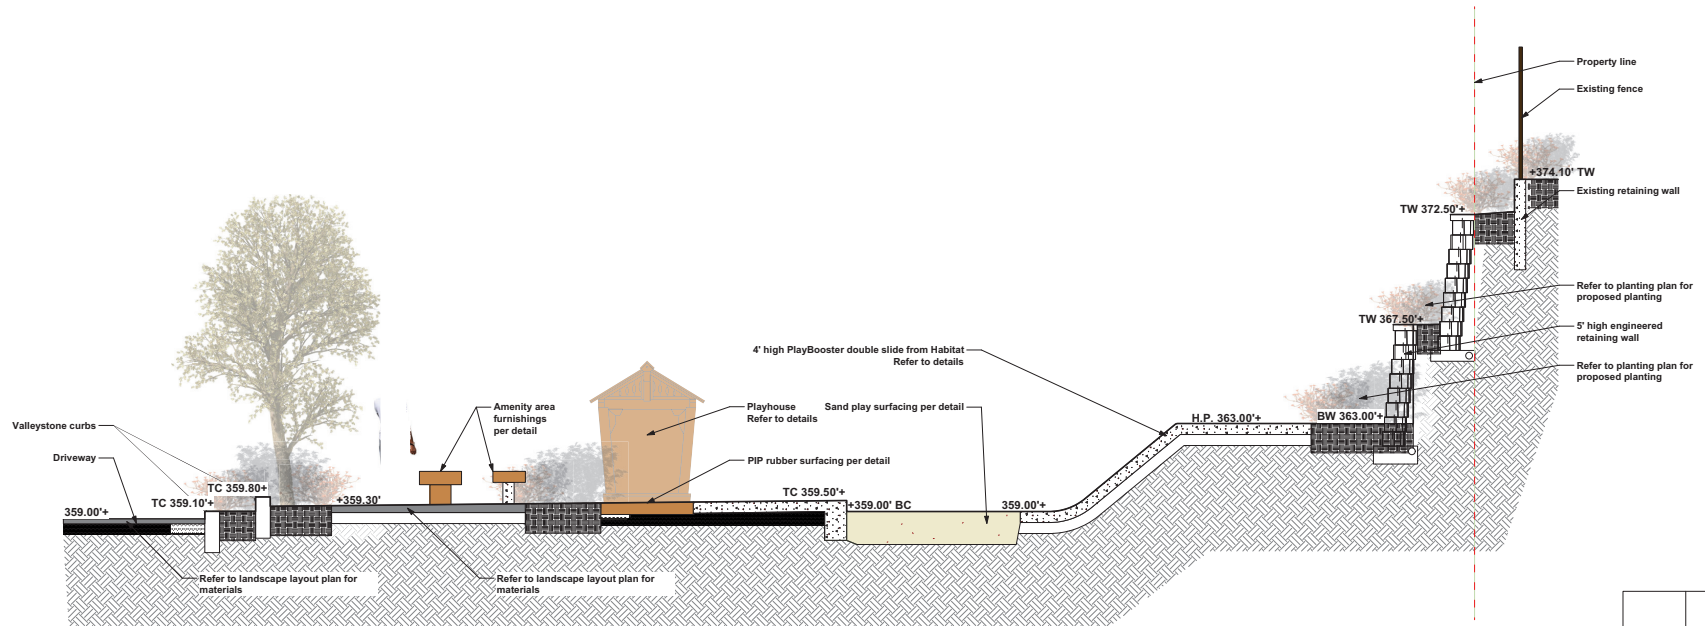 Property line
Existing fence
+374.10' TW
Existing retaining wall
TW 372.50'+
Refer to planting plan for
proposed planting
TW 367.50'+
5' high engineered
retaining wall
4' high PlayBooster double slide from Habitat
Refer to details
Refer to planting plan for
proposed planting
Amenity area
furnishings
per detail
Playhouse
Refer to details
Sand play surfacing per detail
H.P. 363.00'+
BW 363.00'+
Valleystone curbs
Driveway
PIP rubber surfacing per detail
TC 359.80+
TC 359.10'+
+359.30'
TC 359.50'+
359.00'+
+359.00' BC
359.00'+
Refer to landscape layout plan for
materials
Refer to landscape layout plan for
materials